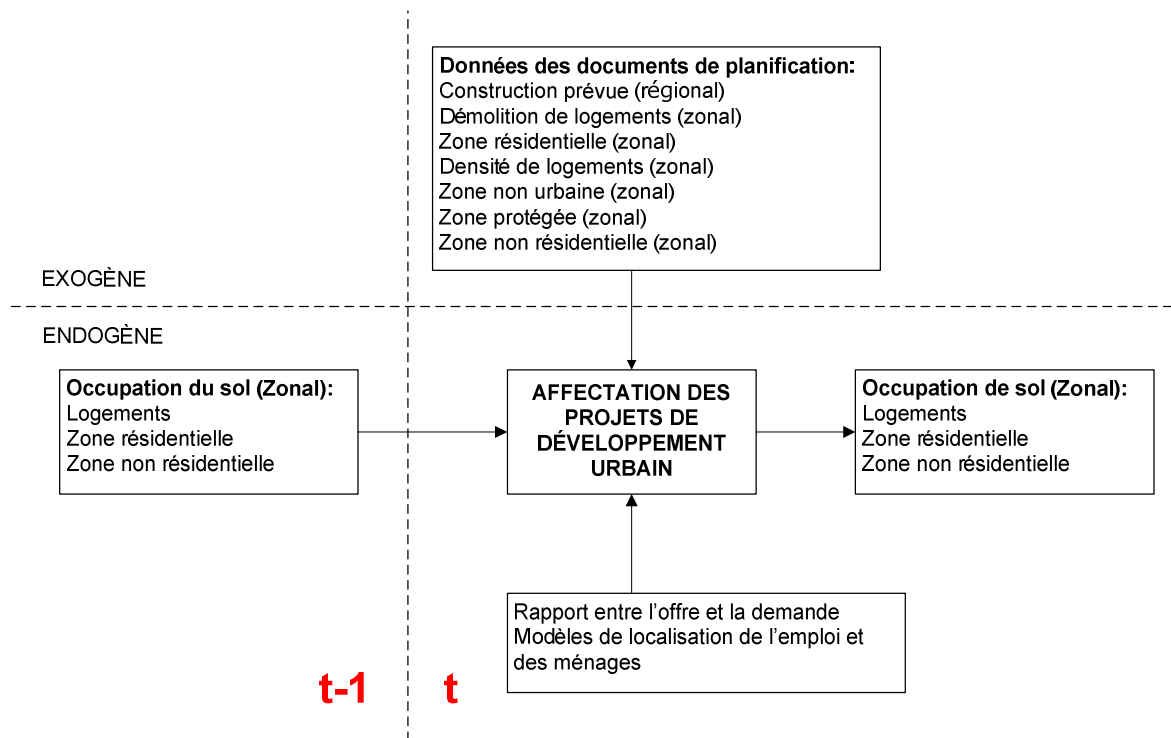 Données des documents de planification:
Construction prévue (régional)
Démolition de logements (zonal)
Zone résidentielle (zonal)
Densité de logements (zonal)
Zone non urbaine (zonal)
Zone protégée (zonal)
Zone non résidentielle (zonal)
EXOGÈNE
ENDOGÈNE
Occupation du sol (Zonal):
Logements
Zone résidentielle
Zone non résidentielle
AFFECTATION DES
PROJETS DE
DÉVELOPPEMENT
URBAIN
Occupation de sol (Zonal):
Logements
Zone résidentielle
Zone non résidentielle
Rapport entre l’offre et la demande
Modèles de localisation de l’emploi et
des ménages
t-1
t